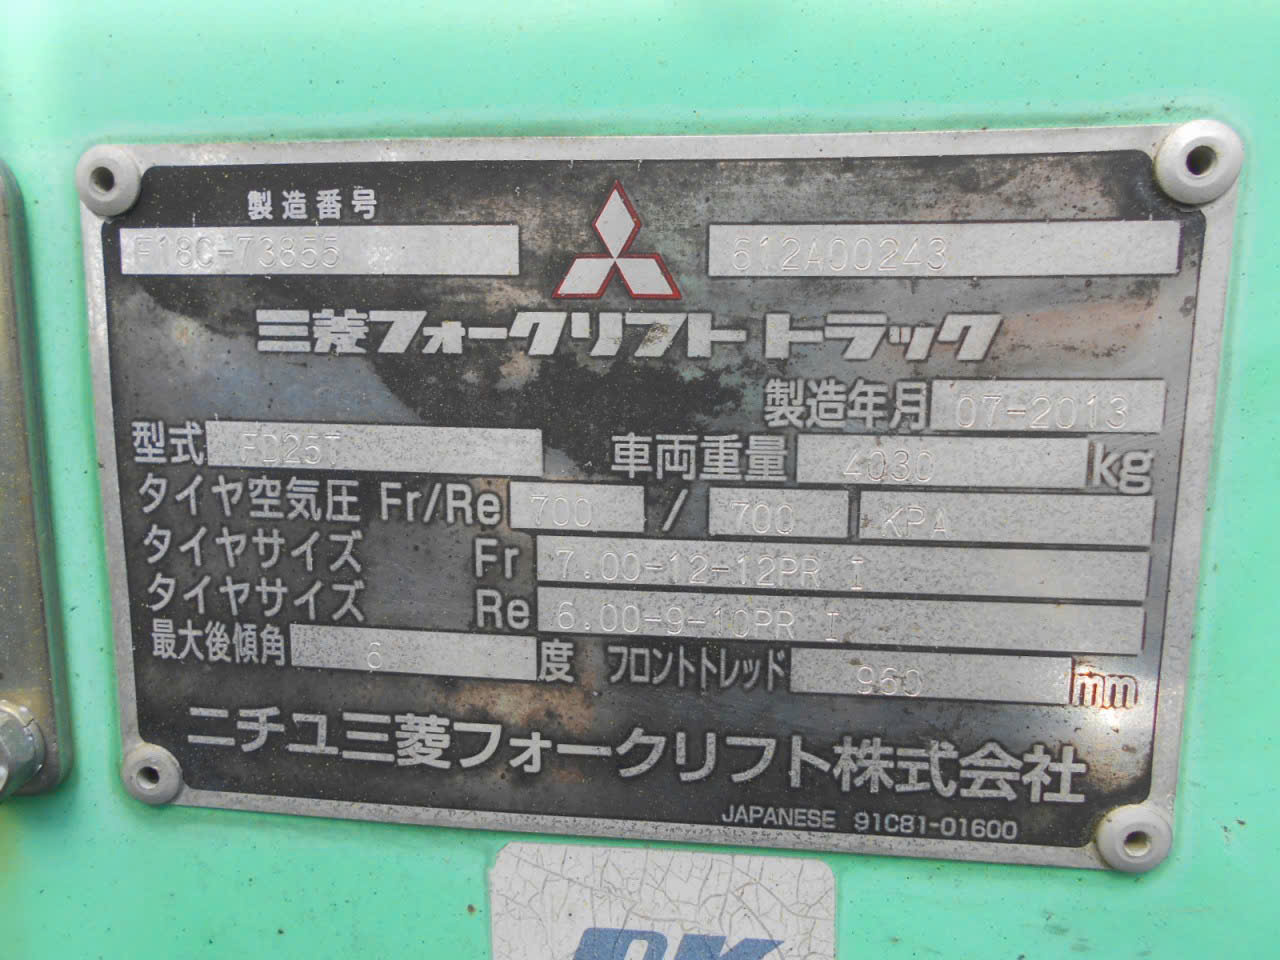 製造番号
F18C-73855 612A00243
三菱フォークリフト トラック
製造年月 07-2013
型式 FD25T 車両重量 4030 kg
タイヤ空気圧 Fr/Re 700 / 700 KPA
タイヤサイズ Fr 7.00-12-12PR I
タイヤサイズ Re 6.00-9-10PR I
最大後傾角 6 度 フロントトレッド 960 mm
ニチユ三菱フォークリフト株式会社
JAPANESE 91C81-01600